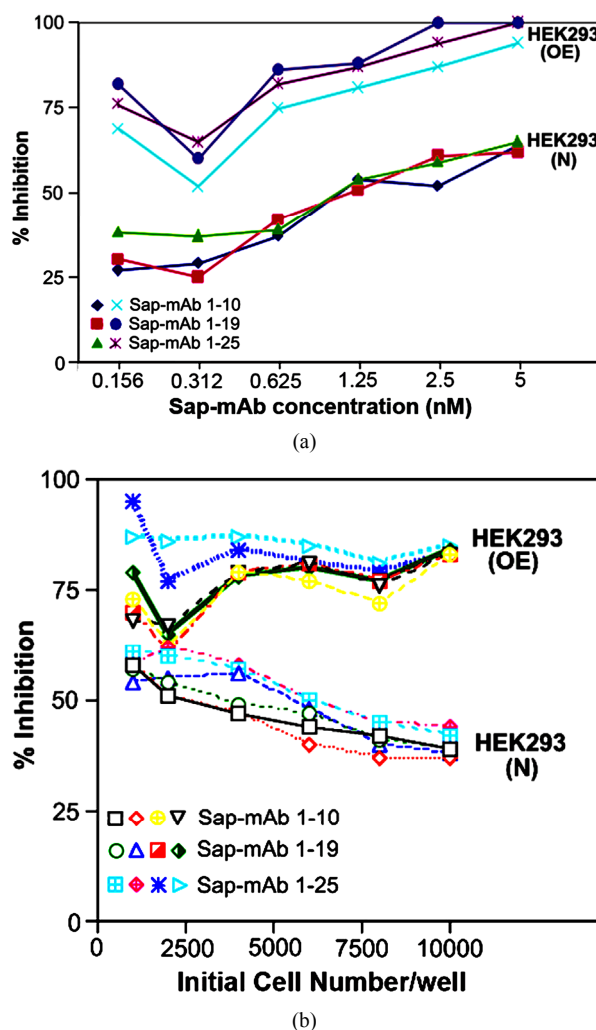 100
75
50
25
0
% Inhibition
HEK293
(OE)
HEK293
(N)
Sap-mAb 1-10
Sap-mAb 1-19
Sap-mAb 1-25
0.156 0.312 0.625 1.25 2.5 5
Sap-mAb concentration (nM)
(a)
100
75
50
25
0
% Inhibition
HEK293
(OE)
HEK293
(N)
Sap-mAb 1-10
Sap-mAb 1-19
Sap-mAb 1-25
0 2500 5000 7500 10000
Initial Cell Number/well
(b)